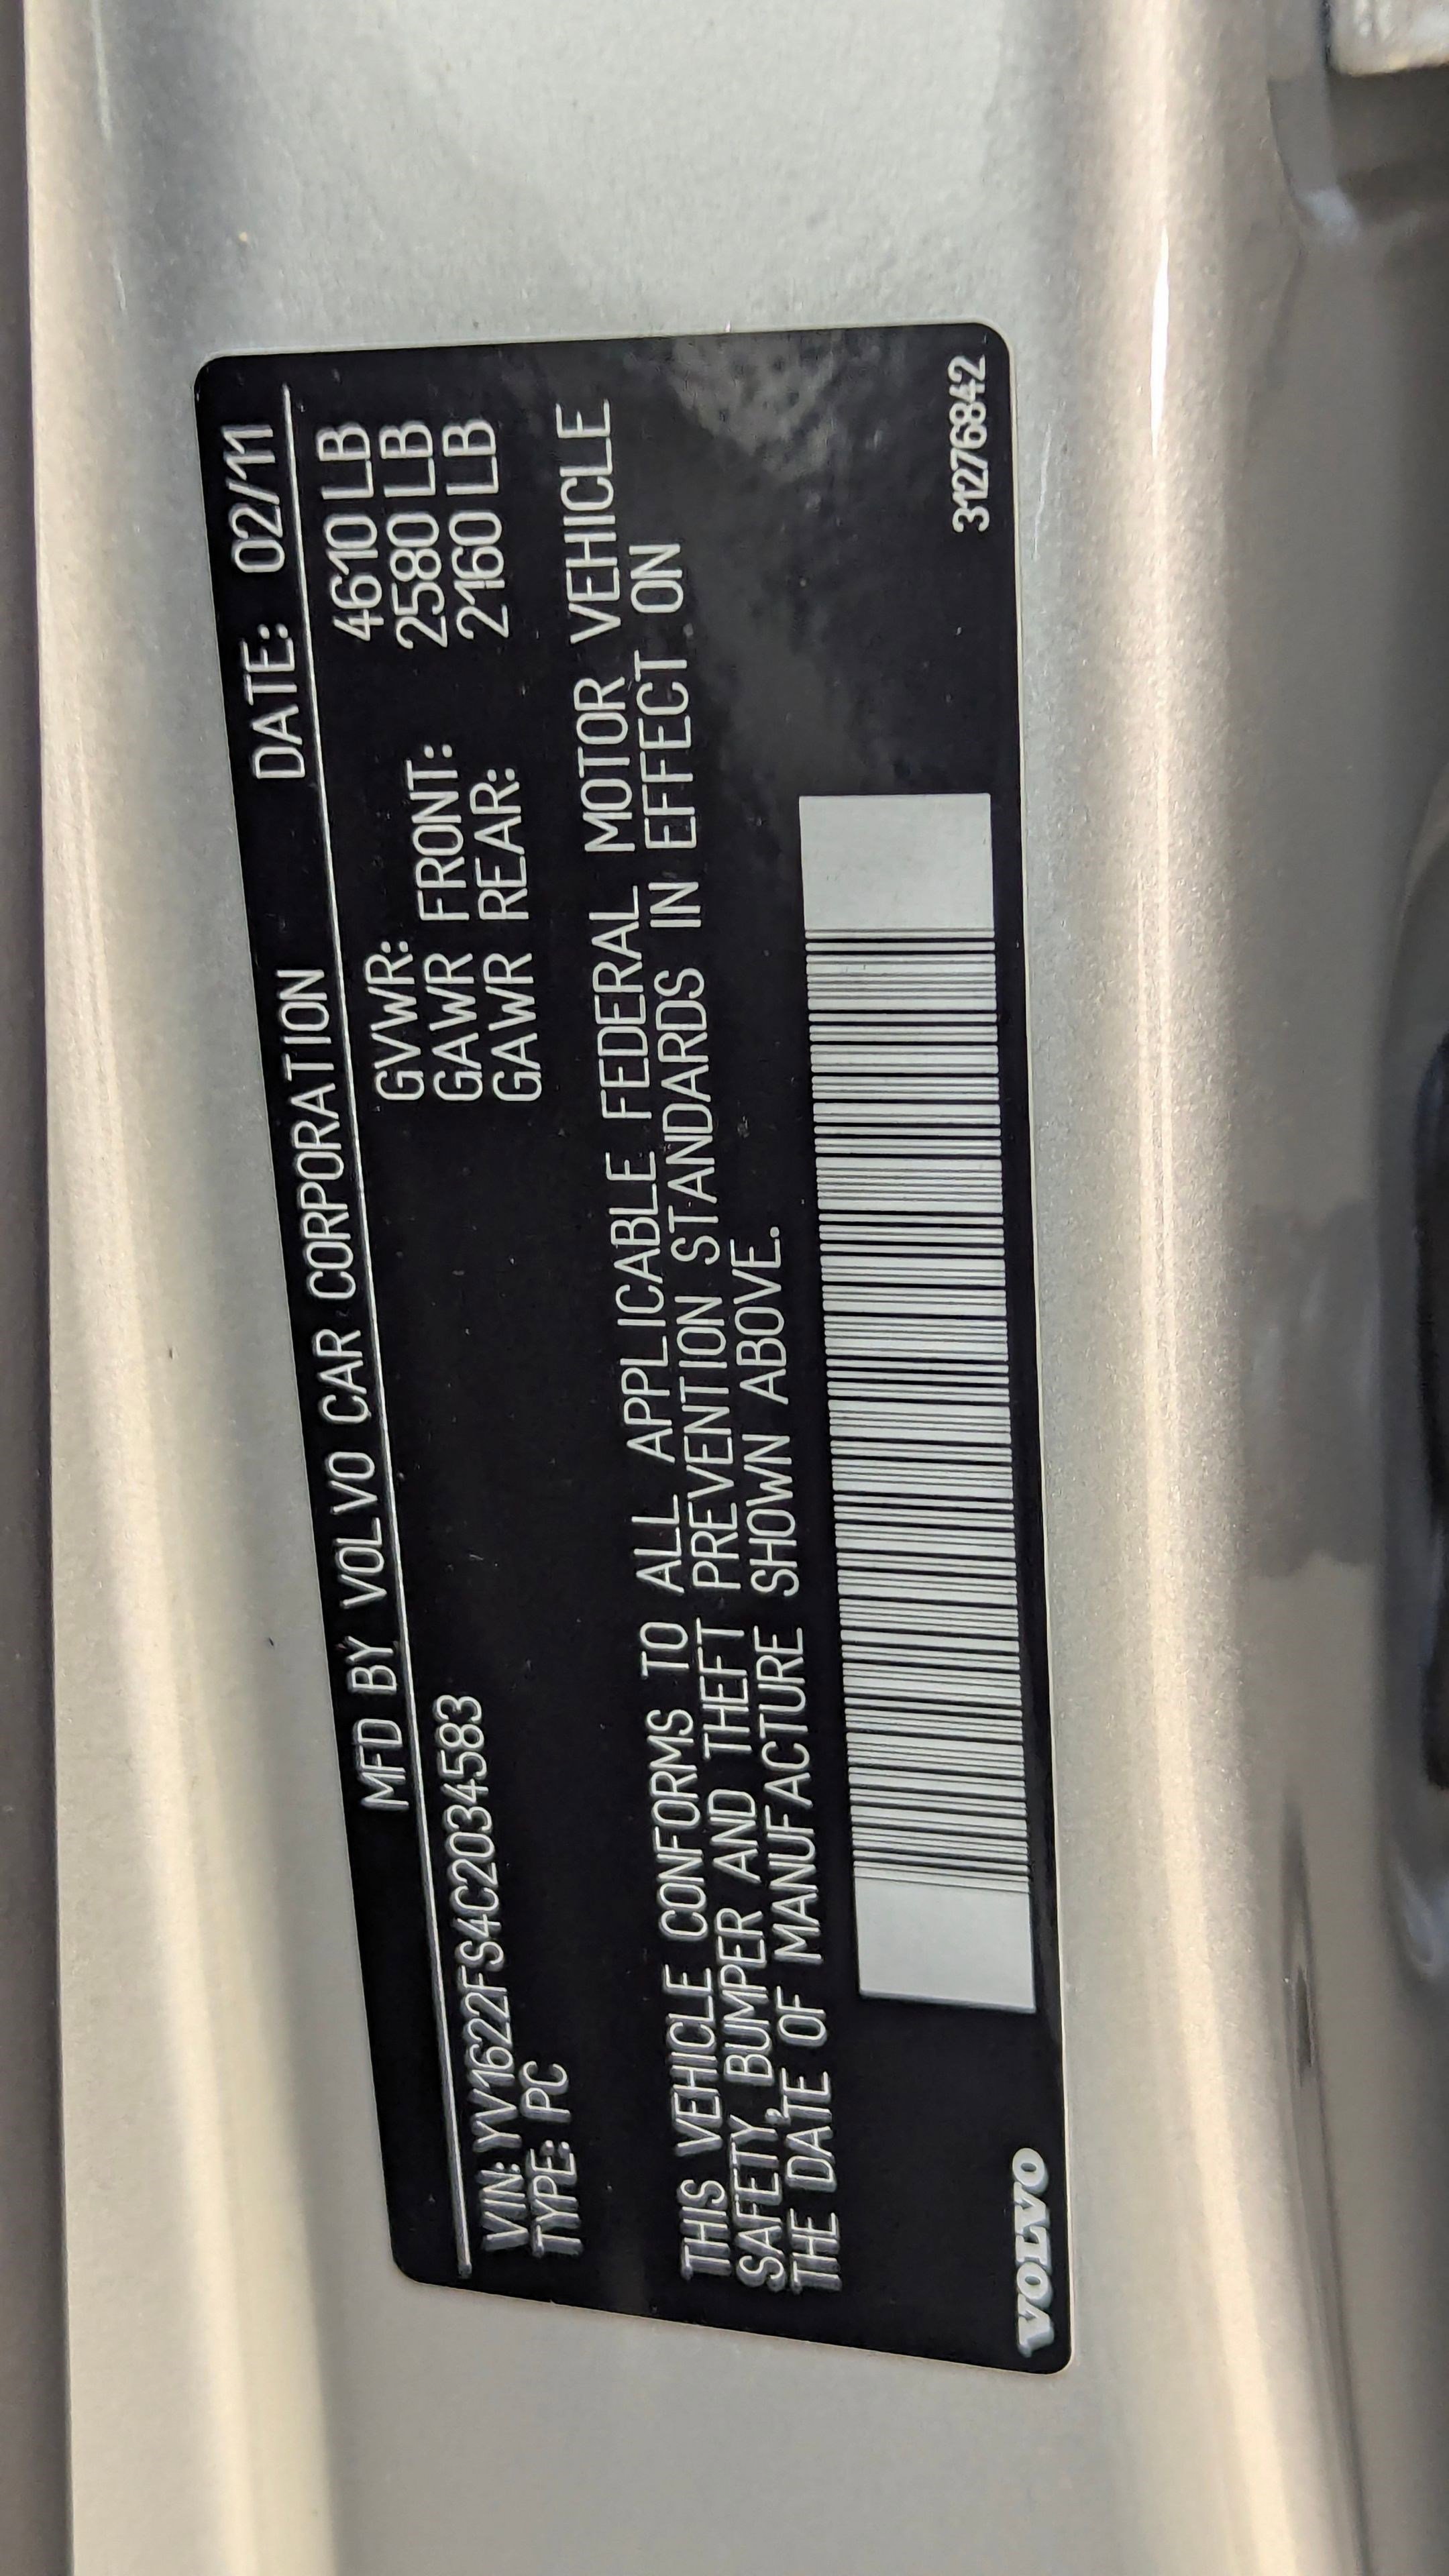 MFD BY VOLVO CAR CORPORATION DATE: 02/11
VIN: YV1622FS4C2034583 GVWR: 4610 LB
TYPE: PC GAWR FRONT: 2580 LB
GAWR REAR: 2160 LB
THIS VEHICLE CONFORMS TO ALL APPLICABLE FEDERAL MOTOR VEHICLE
SAFETY, BUMPER AND THEFT PREVENTION STANDARDS IN EFFECT ON
THE DATE OF MANUFACTURE SHOWN ABOVE.
VOLVO 31276842